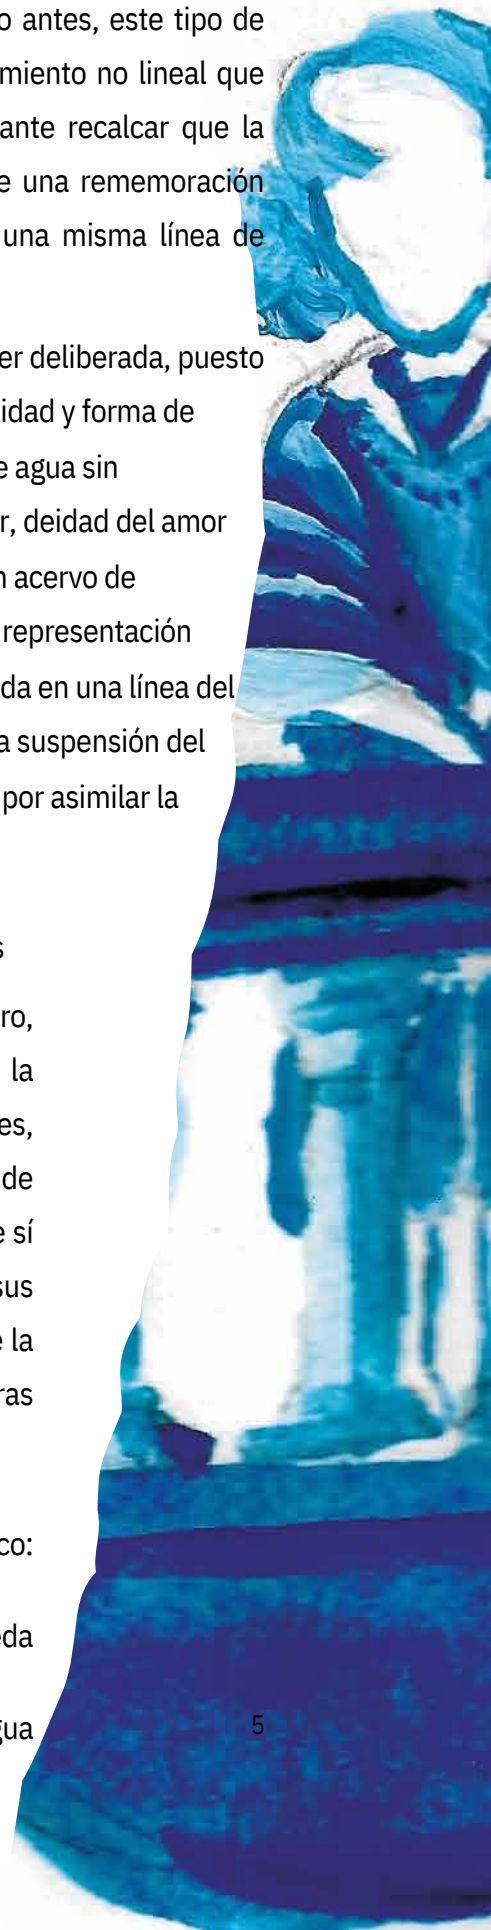 o antes, este tipo de
miento no lineal que
ante recalcar que la
e una rememoración
una misma línea de
er deliberada, puesto
lidad y forma de
e agua sin
r, deidad del amor
n acervo de
representación
da en una línea del
a suspensión del
por asimilar la
s
ro,
la
es,
de
e sí
sus
e la
ras
co:
eda
gua
5